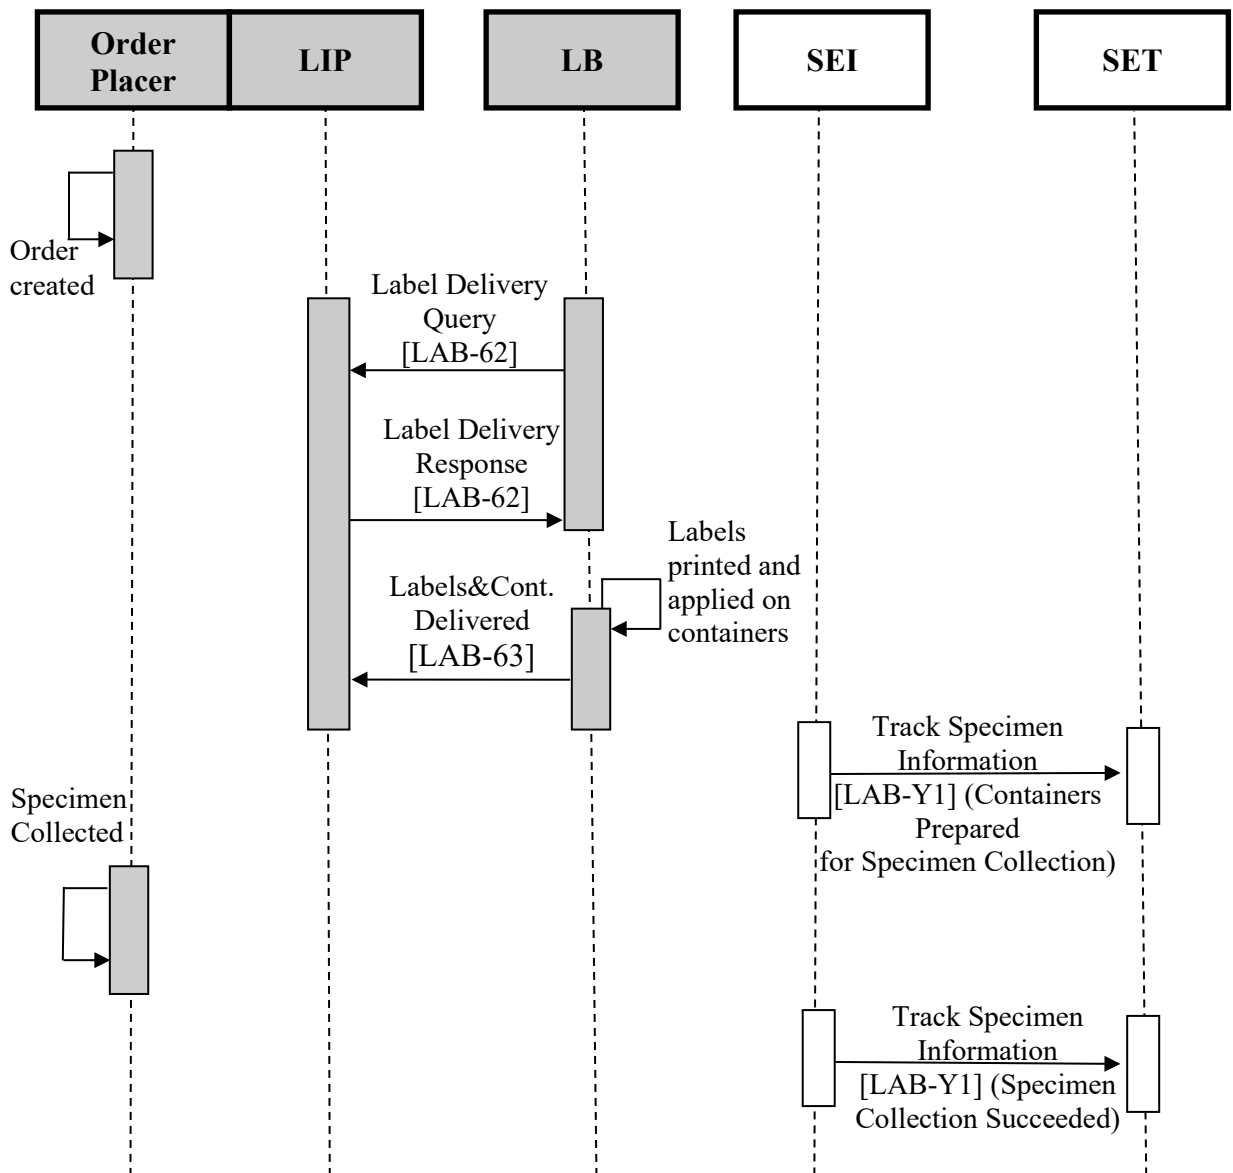 Order
Placer
LIP
LB
SEI
SET
Order
created
Label Delivery
Query
[LAB-62]
Label Delivery
Response
[LAB-62]
Labels
printed and
applied on
containers
Labels&Cont.
Delivered
[LAB-63]
Track Specimen
Information
[LAB-Y1] (Containers
Prepared
for Specimen Collection)
Specimen
Collected
Track Specimen
Information
[LAB-Y1] (Specimen
Collection Succeeded)